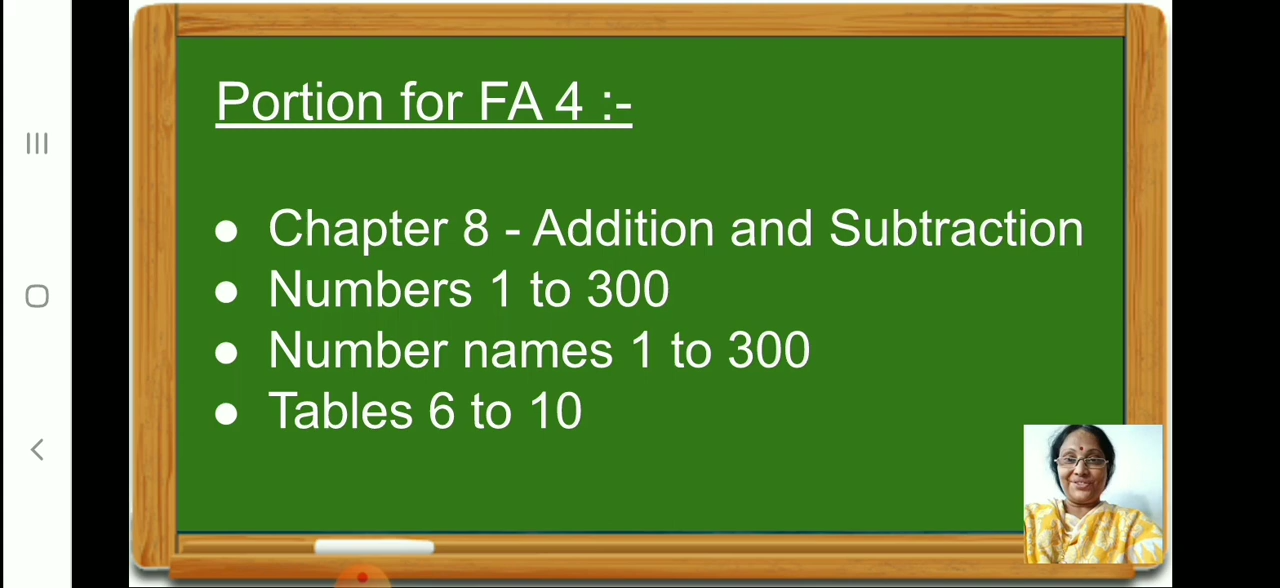 Portion for FA 4 :-
● Chapter 8 - Addition and Subtraction
● Numbers 1 to 300
● Number names 1 to 300
● Tables 6 to 10